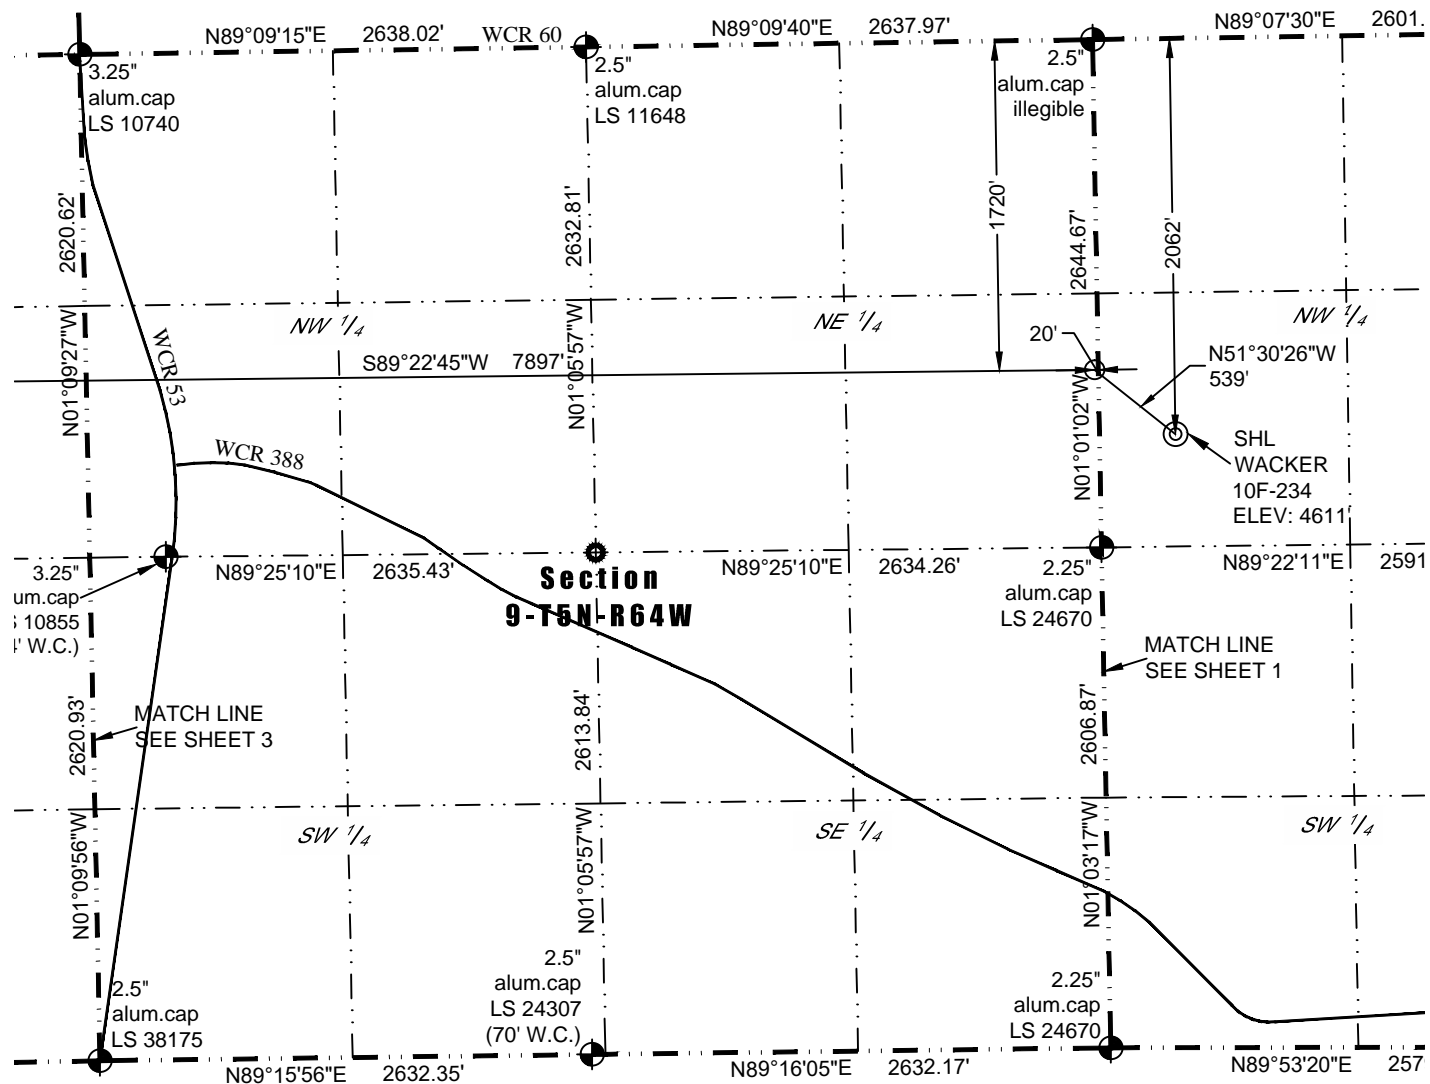 N89°09'15"E 2638.02' WCR 60 N89°09'40"E 2637.97' N89°07'30"E 2601.
3.25"
alum.cap
LS 10740
2.5"
alum.cap
LS 11648
2.5"
alum.cap
illegible
2620.62'
2632.81'
1720'
2644.67'
2062'
NW 1/4
NE 1/4
NW 1/4
N01°09'27"W
WCR 53
S89°22'45"W 7897'
N01°05'57"W
20'
N51°30'26"W
539'
N01°01'02"W
WCR 388
SHL
WACKER
10F-234
ELEV: 4611'
3.25"
um.cap
10855
' W.C.)
N89°25'10"E 2635.43'
N89°25'10"E 2634.26'
N89°22'11"E 2591
Section
9-T5N-R64W
2.25"
alum.cap
LS 24670
MATCH LINE
SEE SHEET 1
MATCH LINE
SEE SHEET 3
2620.93'
2613.84'
2606.87'
SW 1/4
SE 1/4
SW 1/4
N01°09'56"W
N01°05'57"W
N01°03'17"W
2.5"
alum.cap
LS 38175
2.5"
alum.cap
LS 24307
(70' W.C.)
2.25"
alum.cap
LS 24670
N89°15'56"E 2632.35'
N89°16'05"E 2632.17'
N89°53'20"E 257